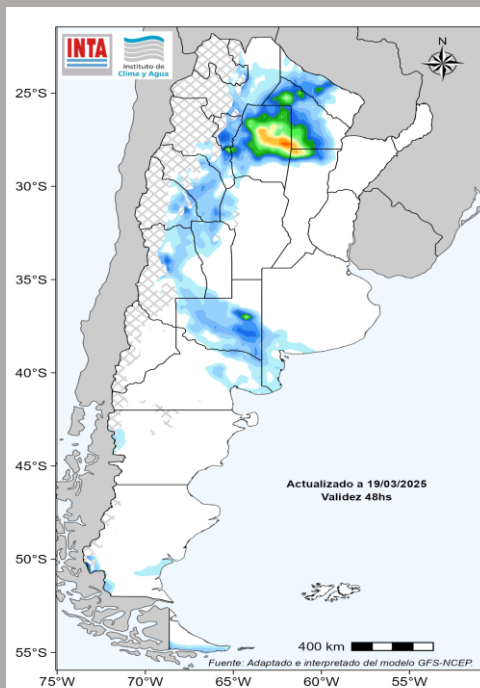 INTA
Instituto de
Clima y Agua
N
25°S
30°S
35°S
40°S
45°S
50°S
55°S
Actualizado a 19/03/2025
Validez 48hs
400 km
Fuente: Adaptado e interpretado del modelo GFS-NCEP.
75°W
70°W
65°W
60°W
55°W